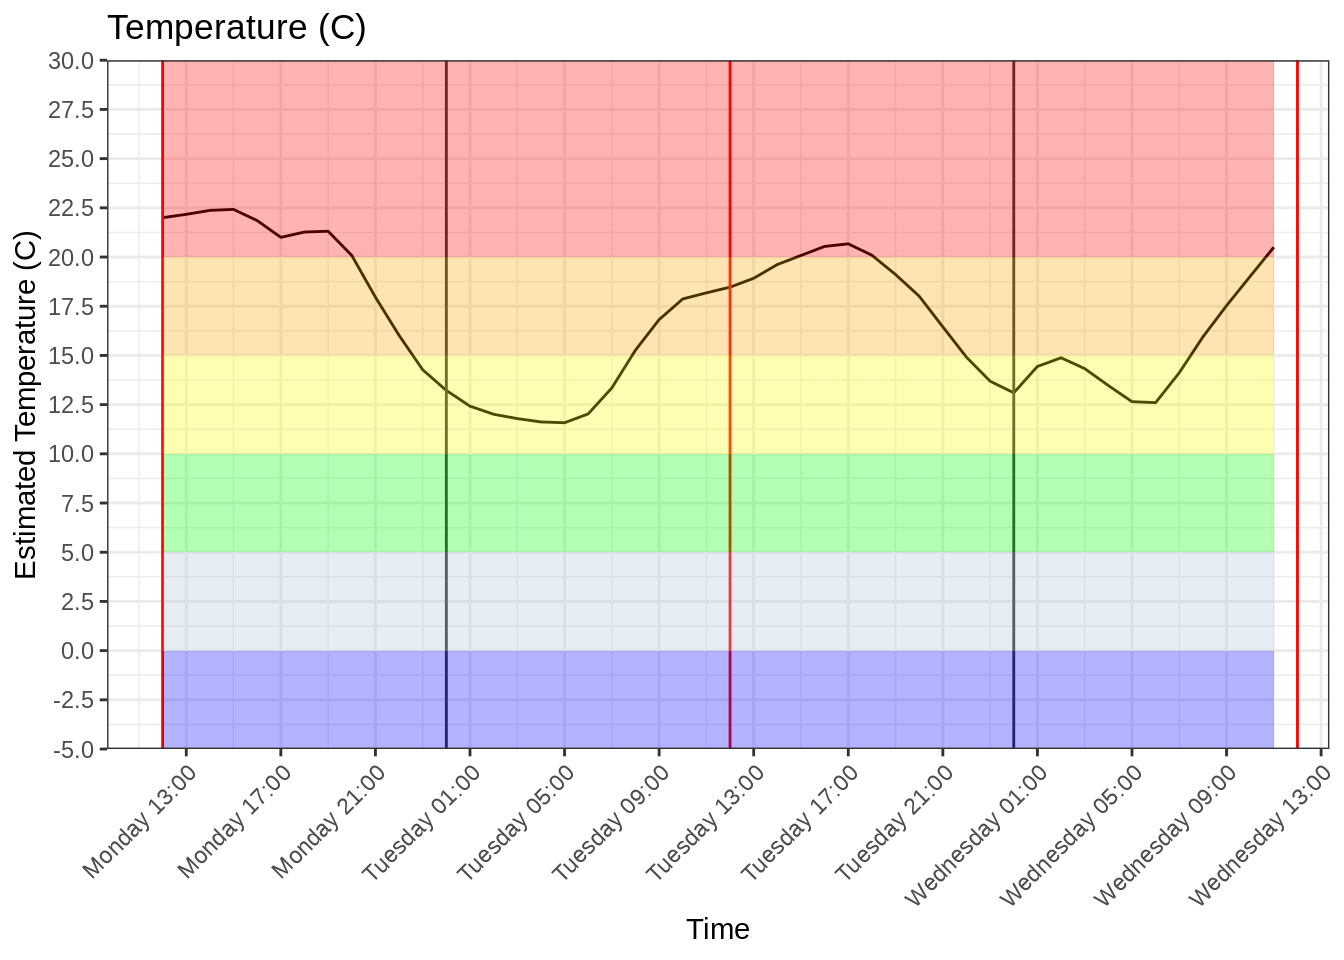 Temperature (C)
Estimated Temperature (C)
30.0
27.5
25.0
22.5
20.0
17.5
15.0
12.5
10.0
7.5
5.0
2.5
0.0
-2.5
-5.0
Monday 13:00
Monday 17:00
Monday 21:00
Tuesday 01:00
Tuesday 05:00
Tuesday 09:00
Tuesday 13:00
Tuesday 17:00
Tuesday 21:00
Wednesday 01:00
Wednesday 05:00
Wednesday 09:00
Wednesday 13:00
Time